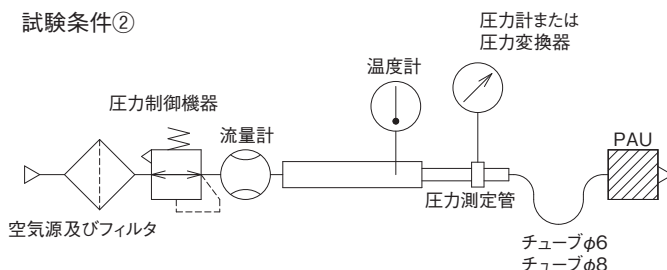 試験条件②
圧力計または
圧力変換器
温度計
圧力制御機器
流量計
PAU
圧力測定管
空気源及びフィルタ
チューブφ6
チューブφ8